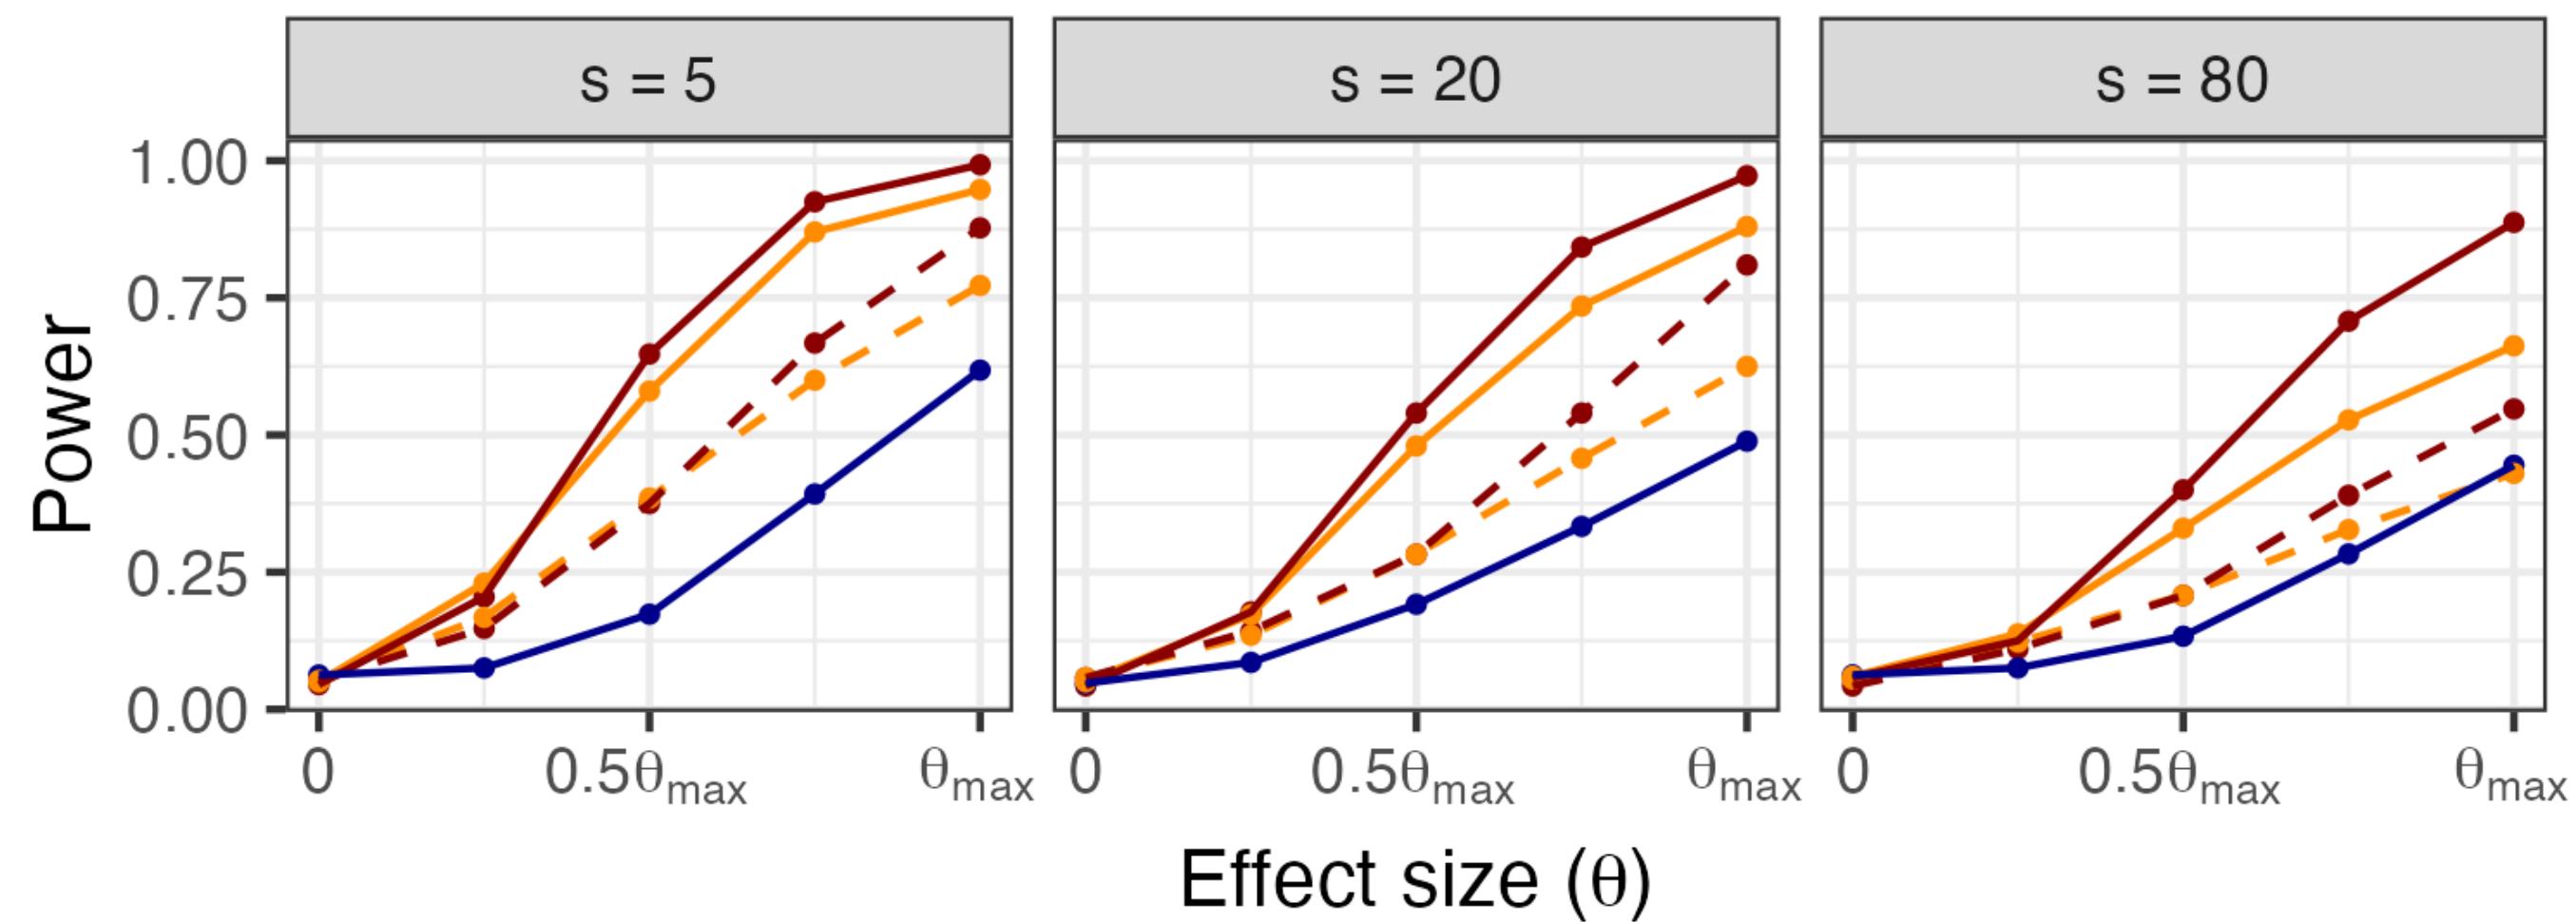 s = 5
s = 20
s = 80
Power
1.00
0.75
0.50
0.25
0.00
0 0.5θmax θmax 0 0.5θmax θmax 0 0.5θmax θmax
Effect size (θ)